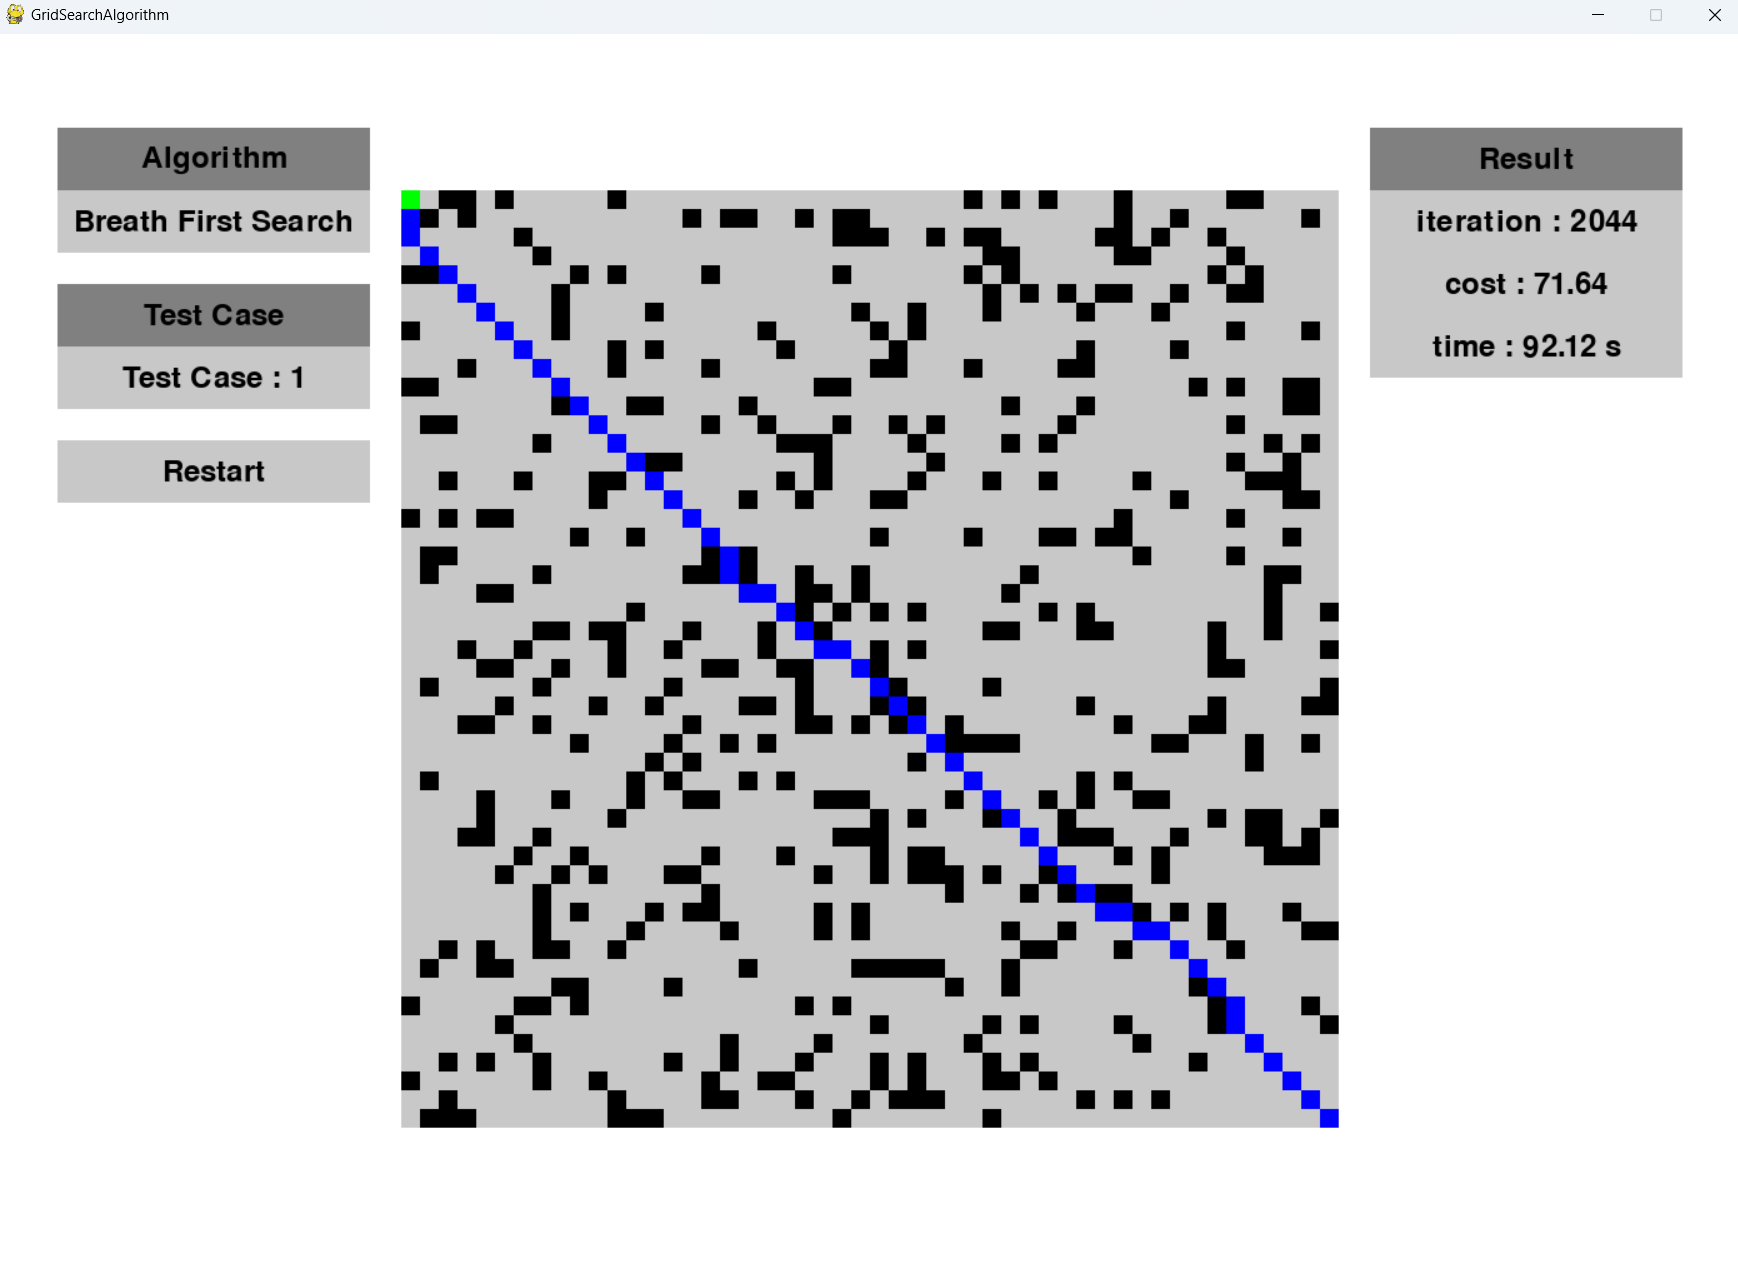 GridSearchAlgorithm
Algorithm
Breath First Search
Test Case
Test Case : 1
Restart
Result
iteration : 2044
cost : 71.64
time : 92.12 s